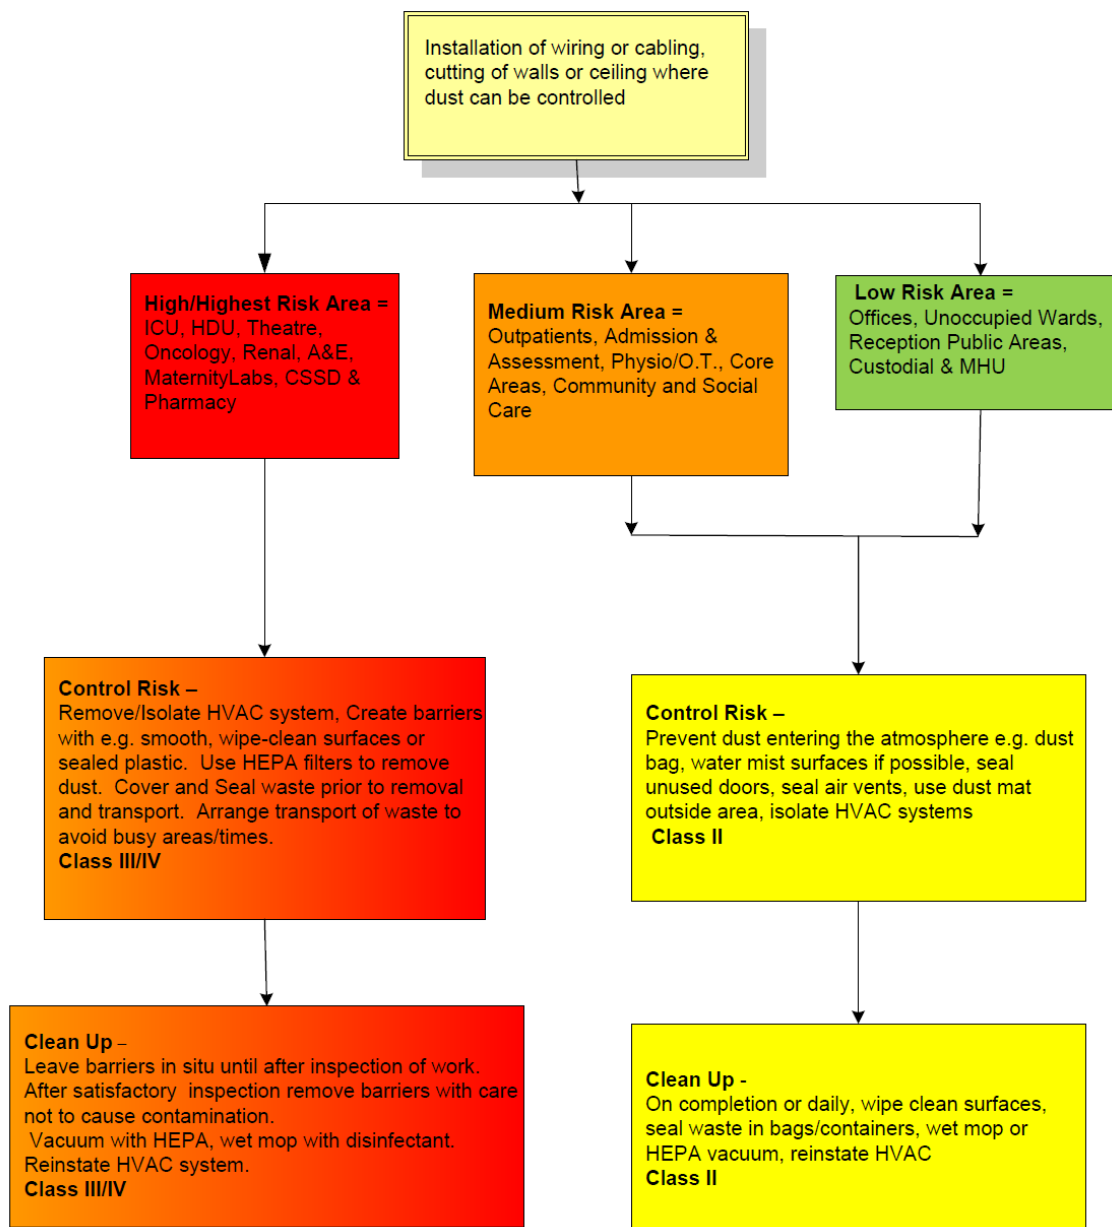 Installation of wiring or cabling,
cutting of walls or ceiling where
dust can be controlled
High/Highest Risk Area =
ICU, HDU, Theatre,
Oncology, Renal, A&E,
MaternityLabs, CSSD &
Pharmacy
Medium Risk Area =
Outpatients, Admission &
Assessment, Physio/O.T., Core
Areas, Community and Social
Care
Low Risk Area =
Offices, Unoccupied Wards,
Reception Public Areas,
Custodial & MHU
Control Risk –
Remove/Isolate HVAC system, Create barriers
with e.g. smooth, wipe-clean surfaces or
sealed plastic.  Use HEPA filters to remove
dust.  Cover and Seal waste prior to removal
and transport.  Arrange transport of waste to
avoid busy areas/times.
Class III/IV
Control Risk –
Prevent dust entering the atmosphere e.g. dust
bag, water mist surfaces if possible, seal
unused doors, seal air vents, use dust mat
outside area, isolate HVAC systems
Class II
Clean Up –
Leave barriers in situ until after inspection of work.
After satisfactory  inspection remove barriers with care
not to cause contamination.
Vacuum with HEPA, wet mop with disinfectant.
Reinstate HVAC system.
Class III/IV
Clean Up -
On completion or daily, wipe clean surfaces,
seal waste in bags/containers, wet mop or
HEPA vacuum, reinstate HVAC
Class II